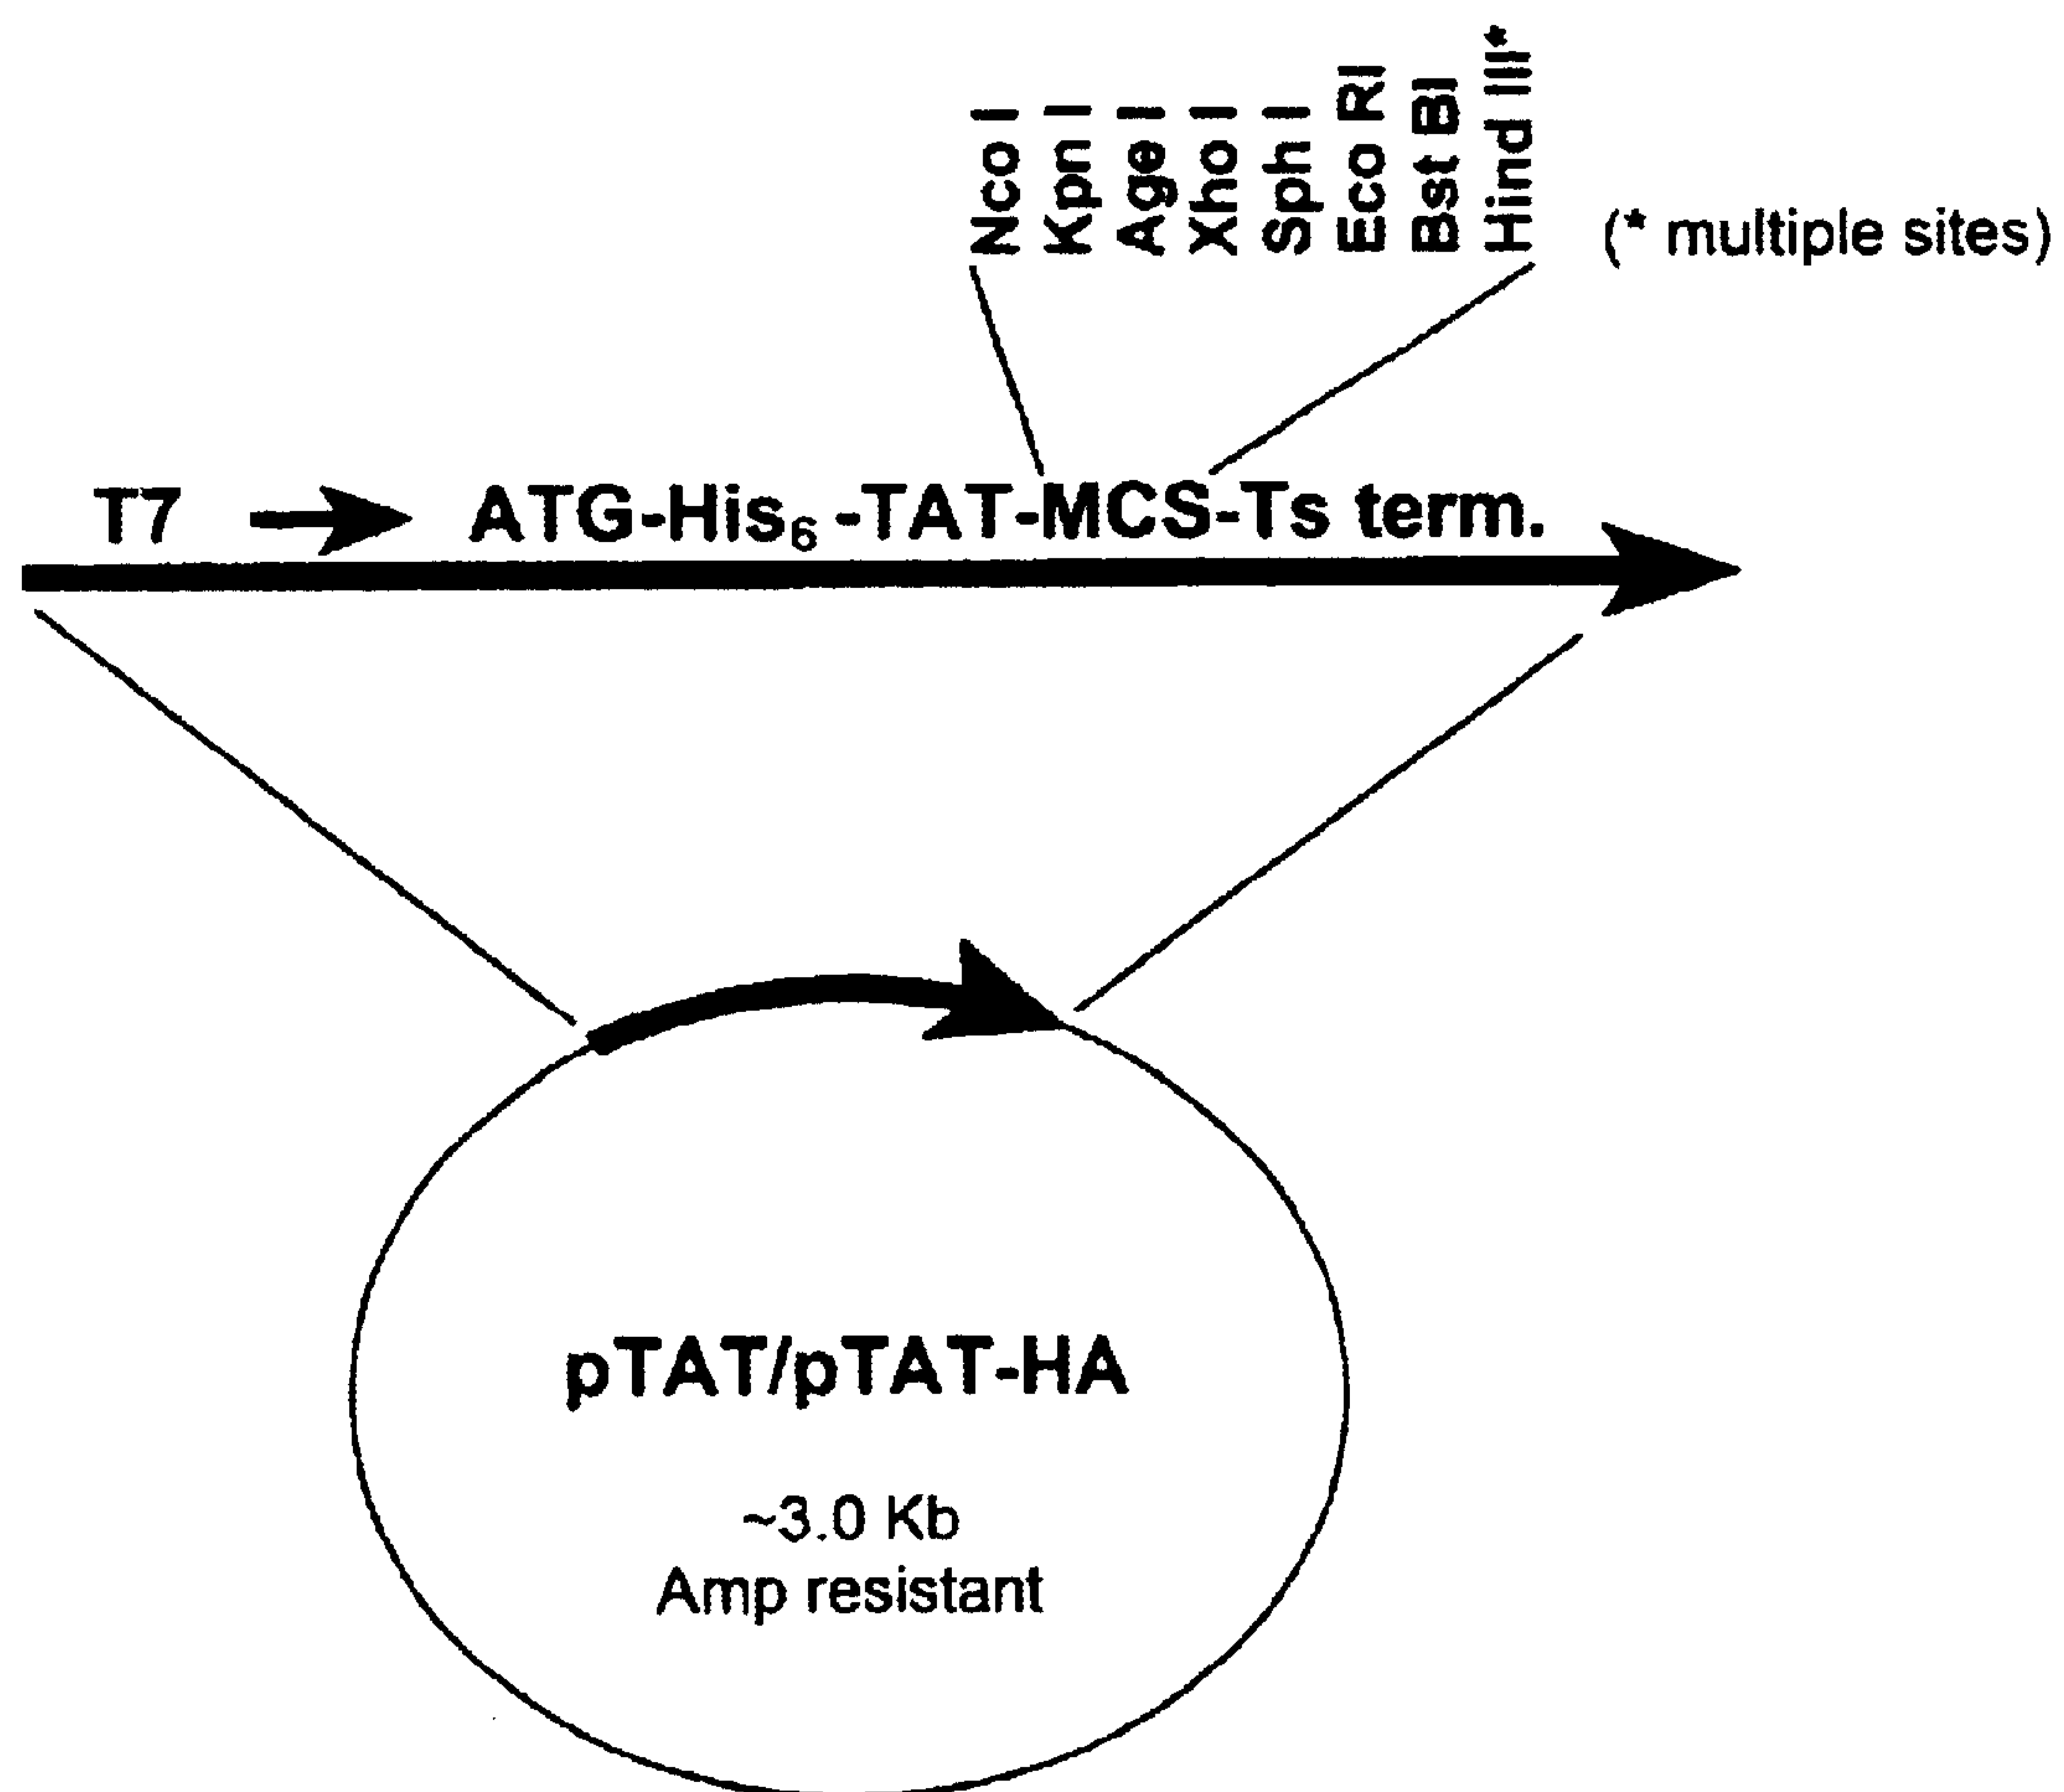 Nco I
Kpn I
Age I
Xho I
Sph I
Eco RI
Bst BI
Hind III*
(* multiple sites)
T7 ATG-His₆-TAT-MCS-Ts term.
pTAT/pTAT-HA
~3.0 Kb
Amp resistant